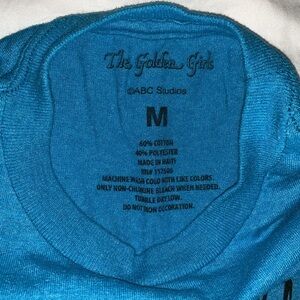 The Golden Girls
©ABC Studios
M
60% COTTON
40% POLYESTER
MADE IN HAITI
RN# 117500
MACHINE WASH COLD WITH LIKE COLORS.
ONLY NON-CHLORINE BLEACH WHEN NEEDED.
TUMBLE DRY LOW.
DO NOT IRON DECORATION.